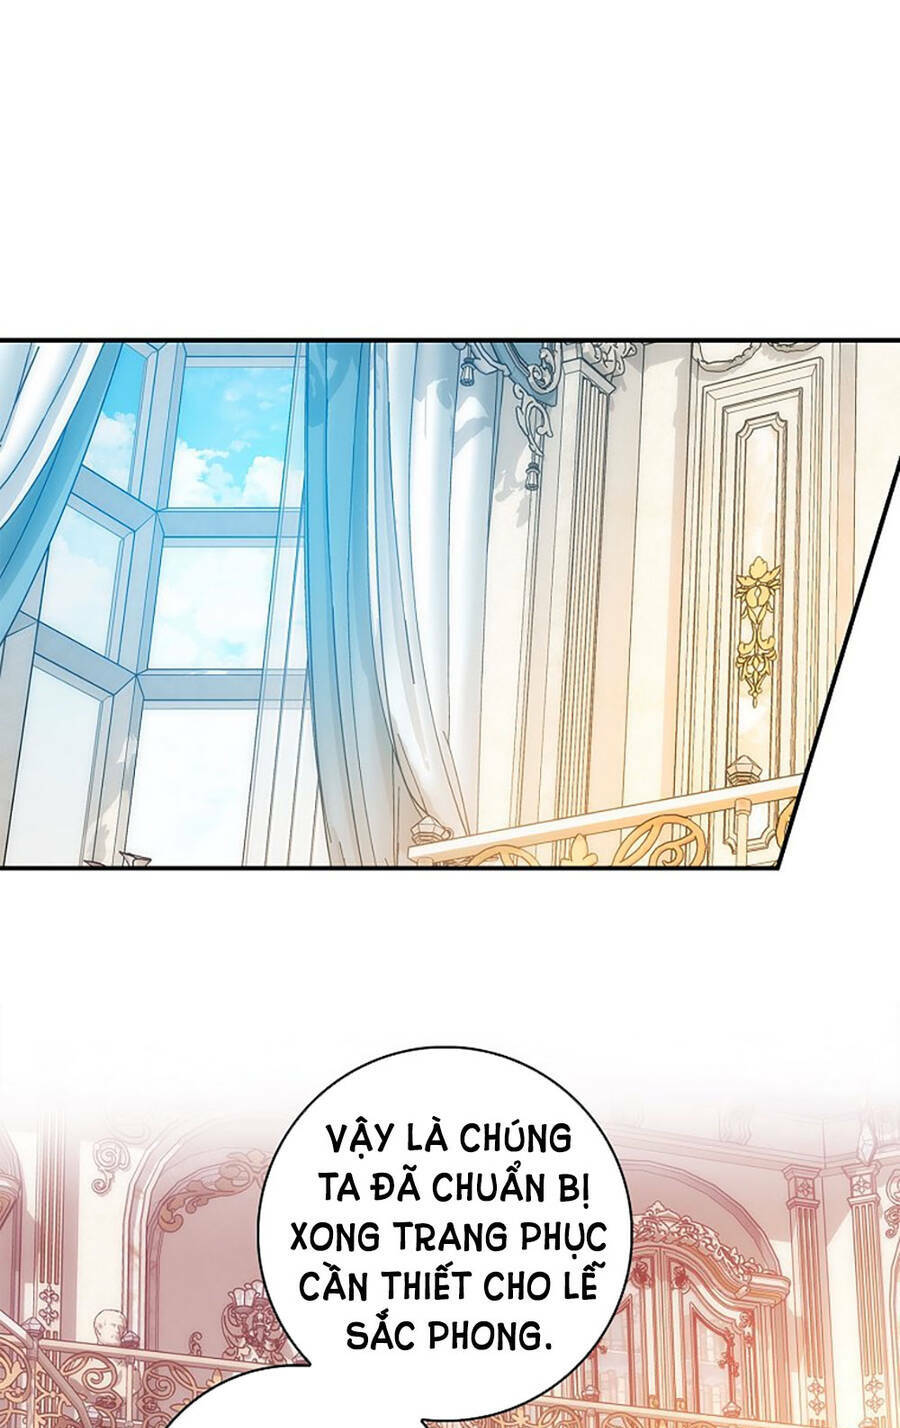 VẬY LÀ CHÚNG
TA ĐÃ CHUẨN BỊ
XONG TRANG PHỤC
CẦN THIẾT CHO LỄ
SẮC PHONG.